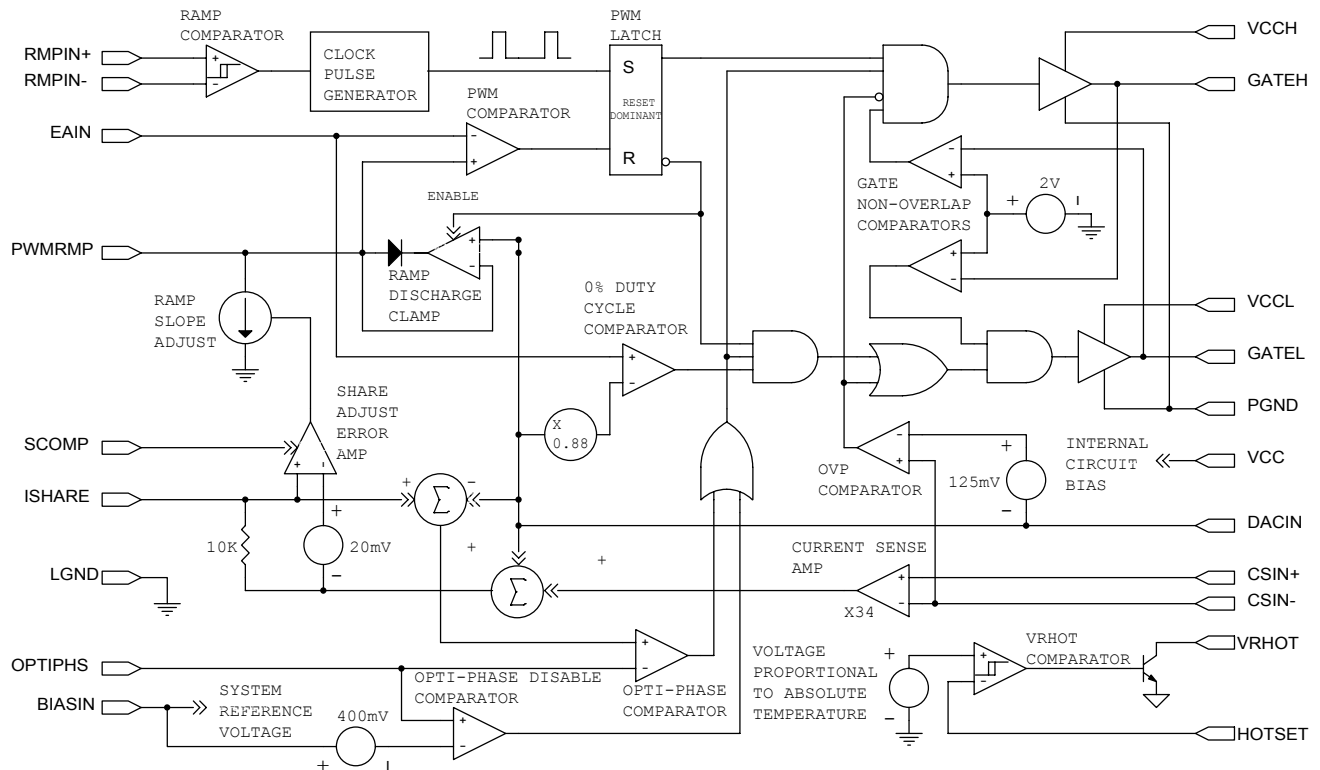 RAMP
COMPARATOR
PWM
LATCH
RMPIN+
RMPIN-
+
-
CLOCK
PULSE
GENERATOR
S
RESET
DOMINANT
R
VCCH
GATEH
EAIN
PWM
COMPARATOR
-
+
ENABLE
GATE
NON-OVERLAP
COMPARATORS
-
+
+
-
2V
+
-
PWMRMP
+
-
RAMP
DISCHARGE
CLAMP
RAMP
SLOPE
ADJUST
0% DUTY
CYCLE
COMPARATOR
+
-
VCCL
GATEL
PGND
SHARE
ADJUST
ERROR
AMP
SCOMP
+
-
X
0.88
OVP
COMPARATOR
-
+
+
125mV
-
INTERNAL
CIRCUIT
BIAS
VCC
ISHARE
+
Σ
-
DACIN
10K
+
20mV
-
+
+
Σ
CURRENT SENSE
AMP
+
-
X34
CSIN+
CSIN-
LGND
OPTIPHS
+
-
OPTI-PHASE
COMPARATOR
OPTI-PHASE DISABLE
COMPARATOR
+
-
BIASIN
SYSTEM
REFERENCE
VOLTAGE
400mV
+
-
VOLTAGE
PROPORTIONAL
TO ABSOLUTE
TEMPERATURE
+
-
VRHOT
COMPARATOR
+
-
VRHOT
HOTSET